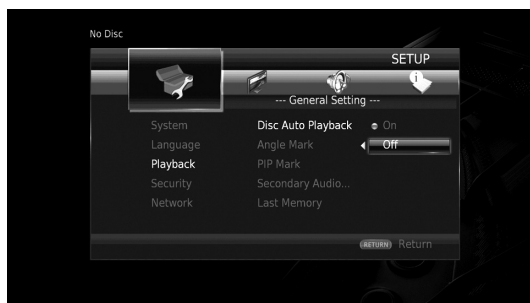 No Disc
SETUP
--- General Setting ---
System
Language
Playback
Security
Network
Disc Auto Playback
Angle Mark
PIP Mark
Secondary Audio...
Last Memory
On
Off
RETURN Return